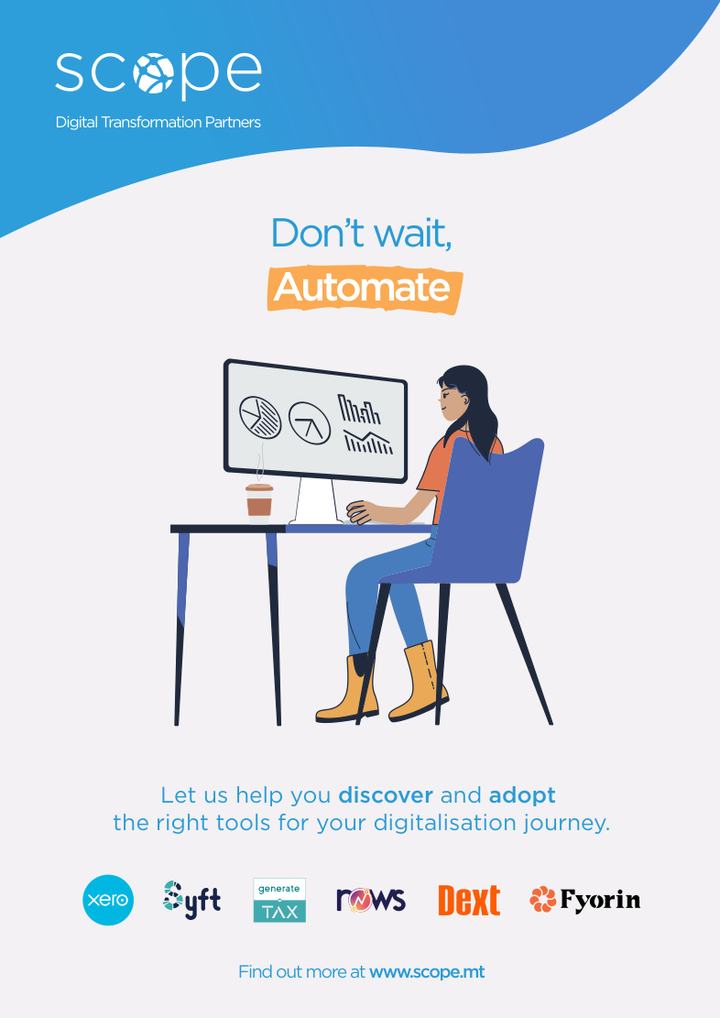 scope
Digital Transformation Partners
Don't wait,
Automate
Let us help you discover and adopt
the right tools for your digitalisation journey.
xero
Syft
generate
TAX
rows
Dext
Fyorin
Find out more at www.scope.mt